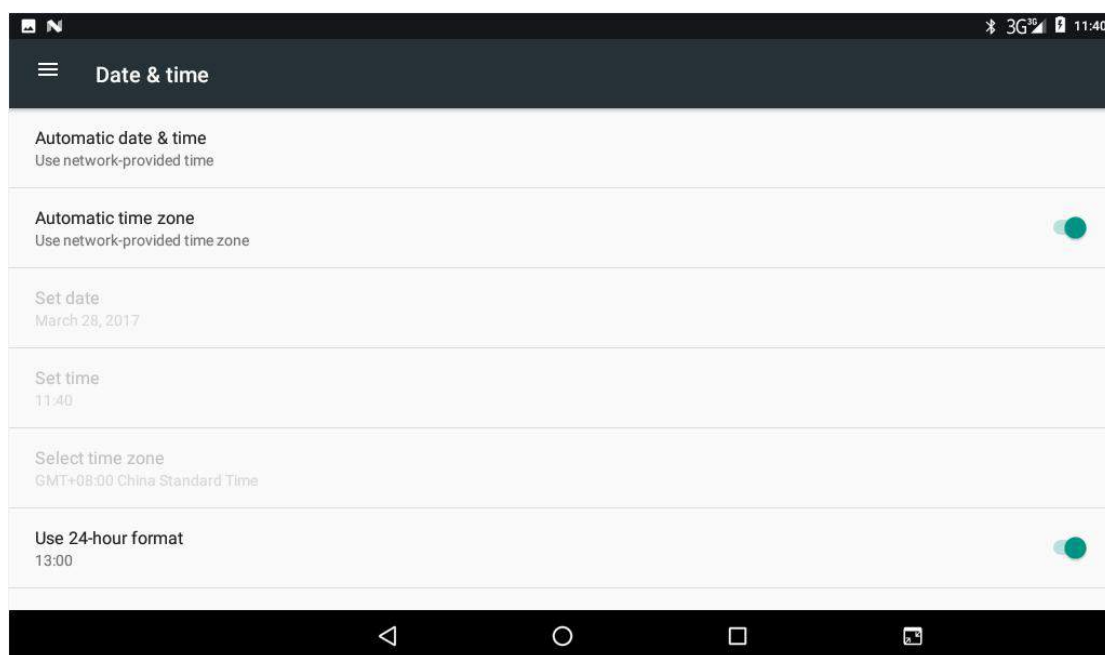 3G 3G 11:40
Date & time
Automatic date & time
Use network-provided time
Automatic time zone
Use network-provided time zone
Set date
March 28, 2017
Set time
11:40
Select time zone
GMT+08:00 China Standard Time
Use 24-hour format
13:00